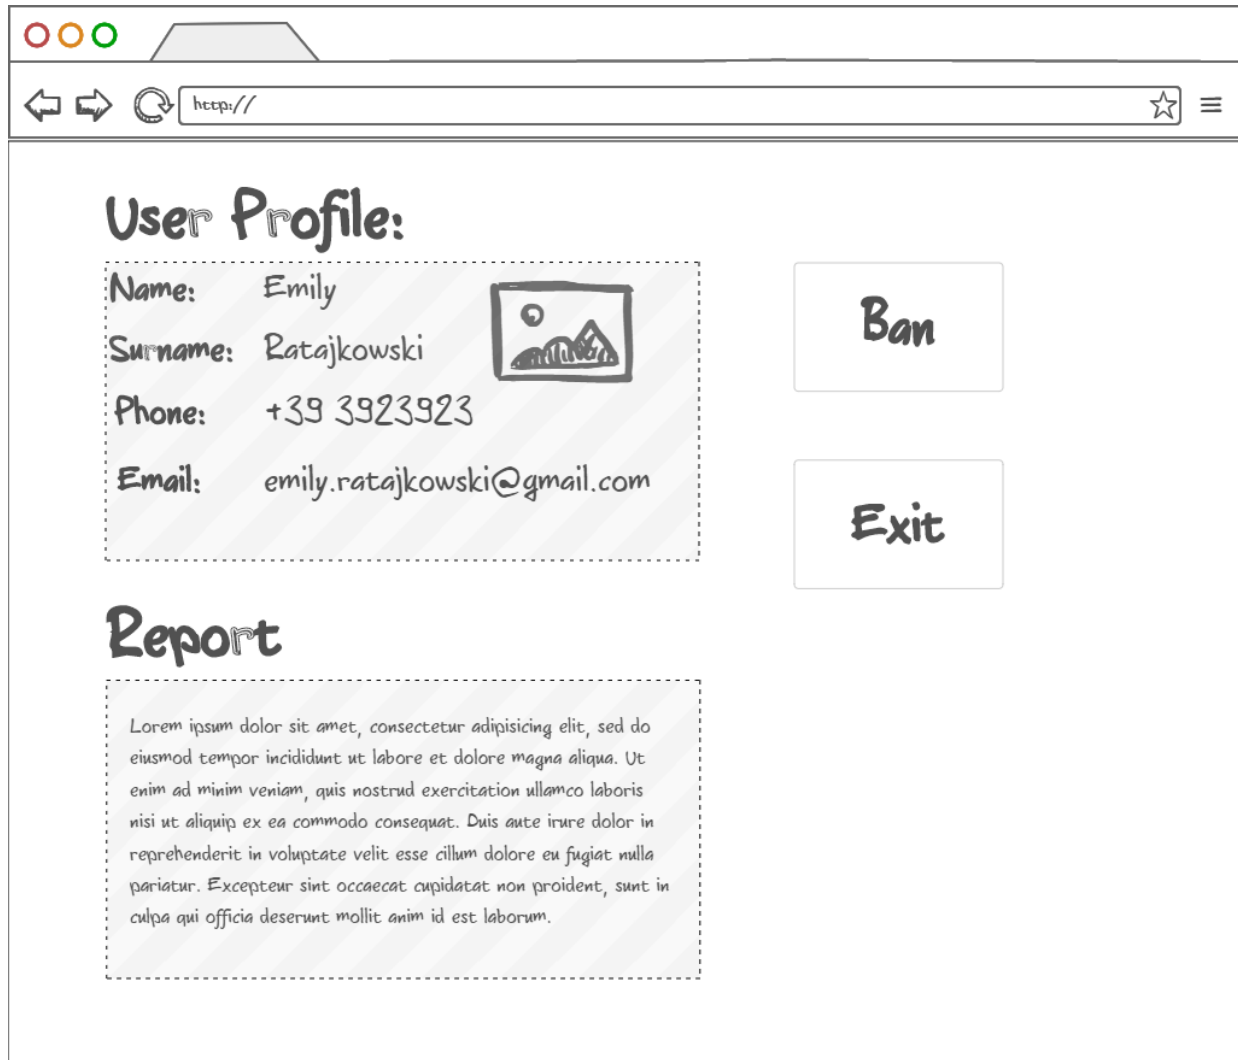 http://
User Profile:
Name: Emily
Surname: Ratajkowski
Phone: +39 3923923
Email: emily.ratajkowski@gmail.com
Ban
Exit
Report
Lorem ipsum dolor sit amet, consectetur adipisicing elit, sed do
eiusmod tempor incididunt ut labore et dolore magna aliqua. Ut
enim ad minim veniam, quis nostrud exercitation ullamco laboris
nisi ut aliquip ex ea commodo consequat. Duis aute irure dolor in
reprehenderit in voluptate velit esse cillum dolore eu fugiat nulla
pariatur. Excepteur sint occaecat cupidatat non proident, sunt in
culpa qui officia deserunt mollit anim id est laborum.